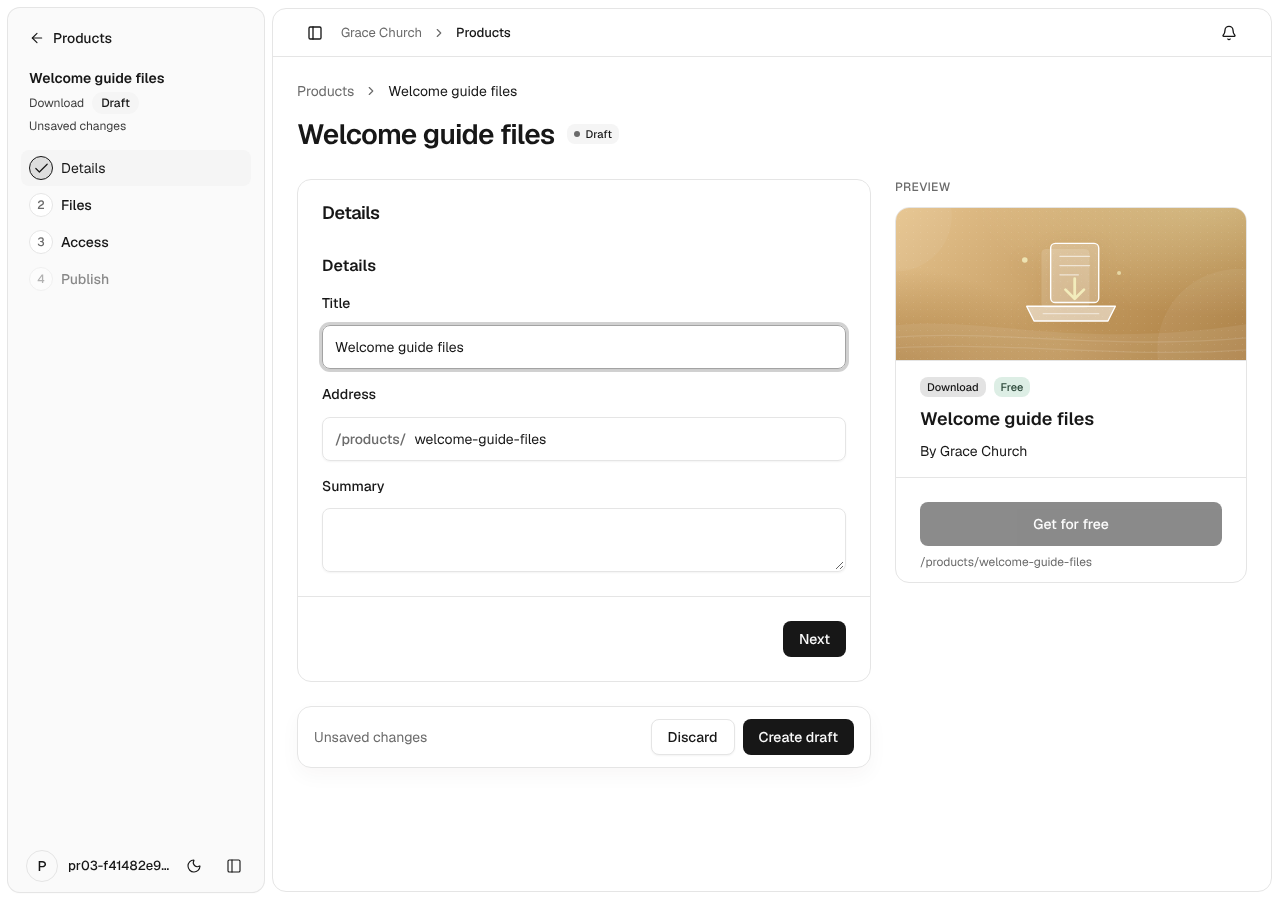 Products
Welcome guide files
Download Draft
Unsaved changes
Details
2 Files
3 Access
4 Publish
P pr03-f41482e9…
Grace Church > Products
Products > Welcome guide files
Welcome guide files Draft
Details
Details
Title
Welcome guide files
Address
/products/ welcome-guide-files
Summary
Next
Unsaved changes Discard Create draft
PREVIEW
Download Free
Welcome guide files
By Grace Church
Get for free
/products/welcome-guide-files